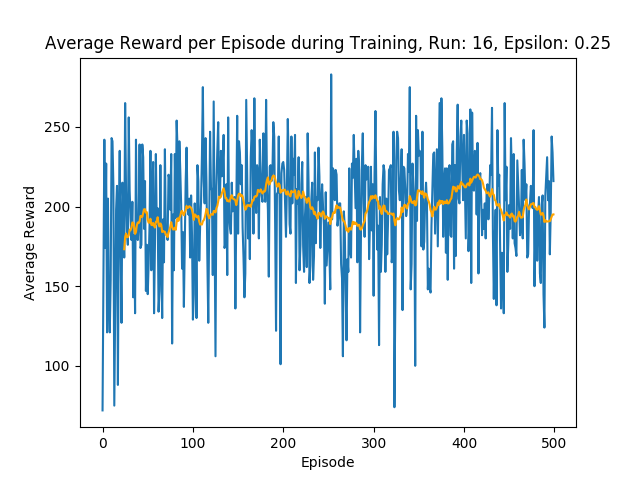 Average Reward per Episode during Training, Run: 16, Epsilon: 0.25
250
200
150
100
Average Reward
0 100 200 300 400 500
Episode